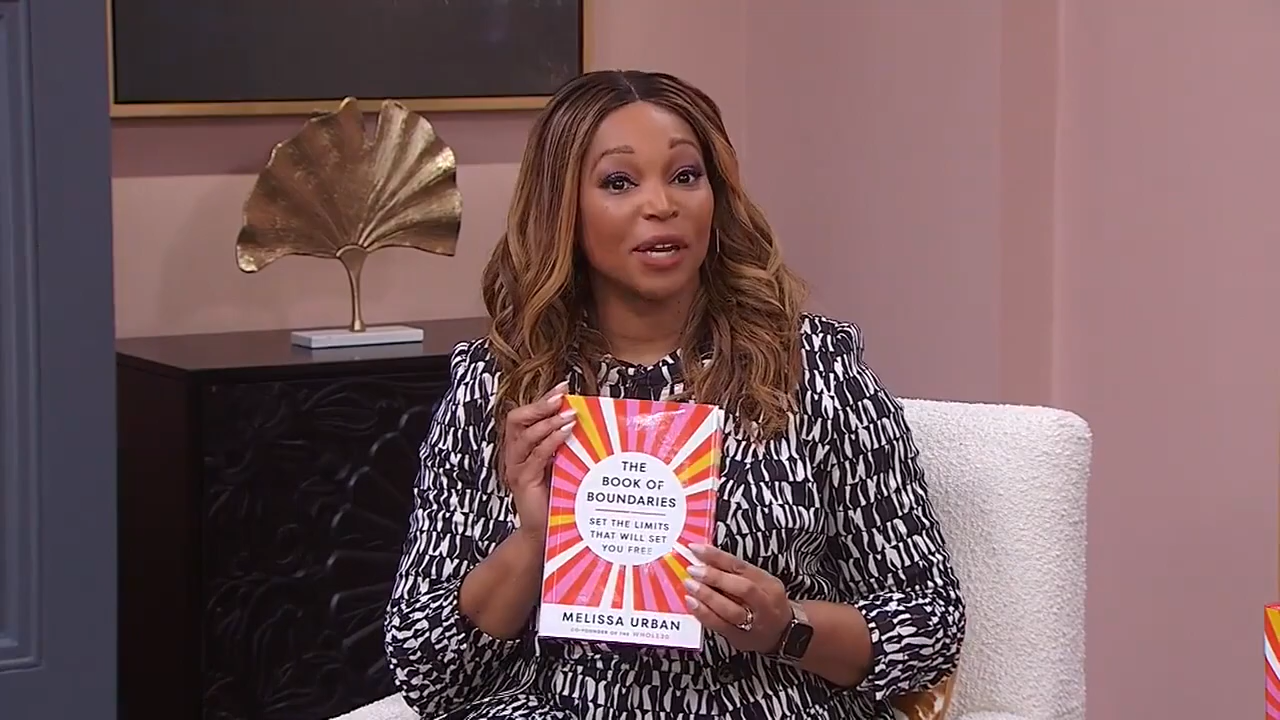 THE
BOOK OF
BOUNDARIES
SET THE LIMITS
THAT WILL SET
YOU FREE
MELISSA URBAN
CO-FOUNDER OF THE WHOLE30